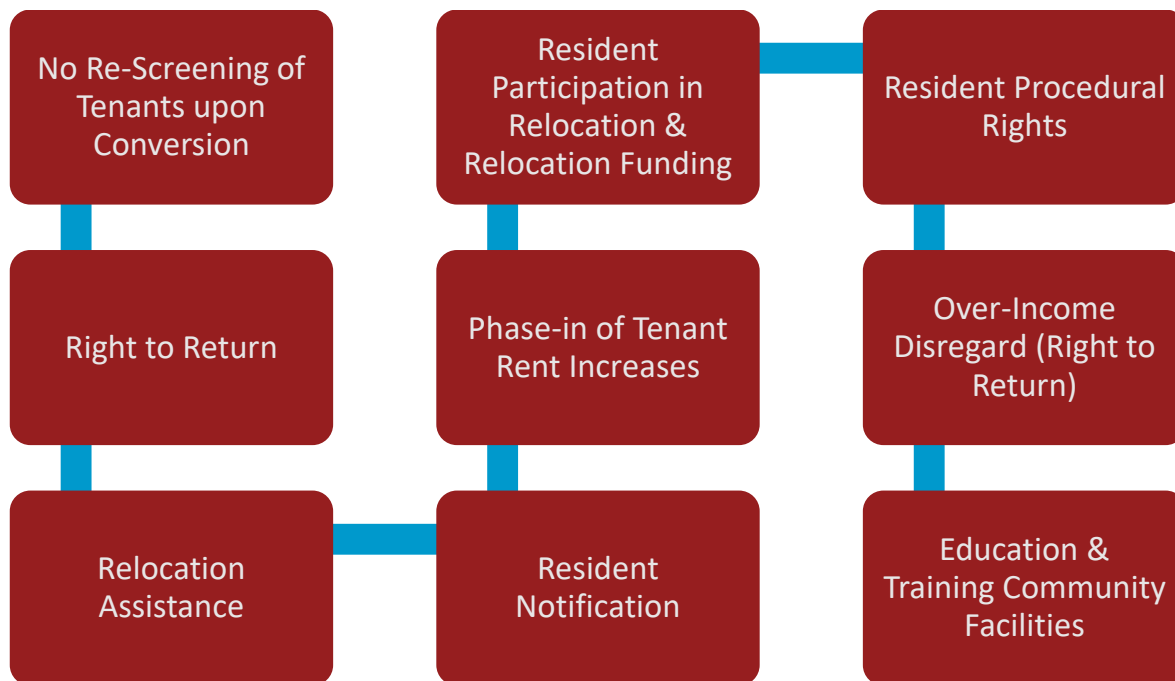 No Re-Screening of
Tenants upon
Conversion
Right to Return
Relocation
Assistance
Resident
Notification
Phase-in of Tenant
Rent Increases
Resident
Participation in
Relocation &
Relocation Funding
Resident Procedural
Rights
Over-Income
Disregard (Right to
Return)
Education &
Training Community
Facilities